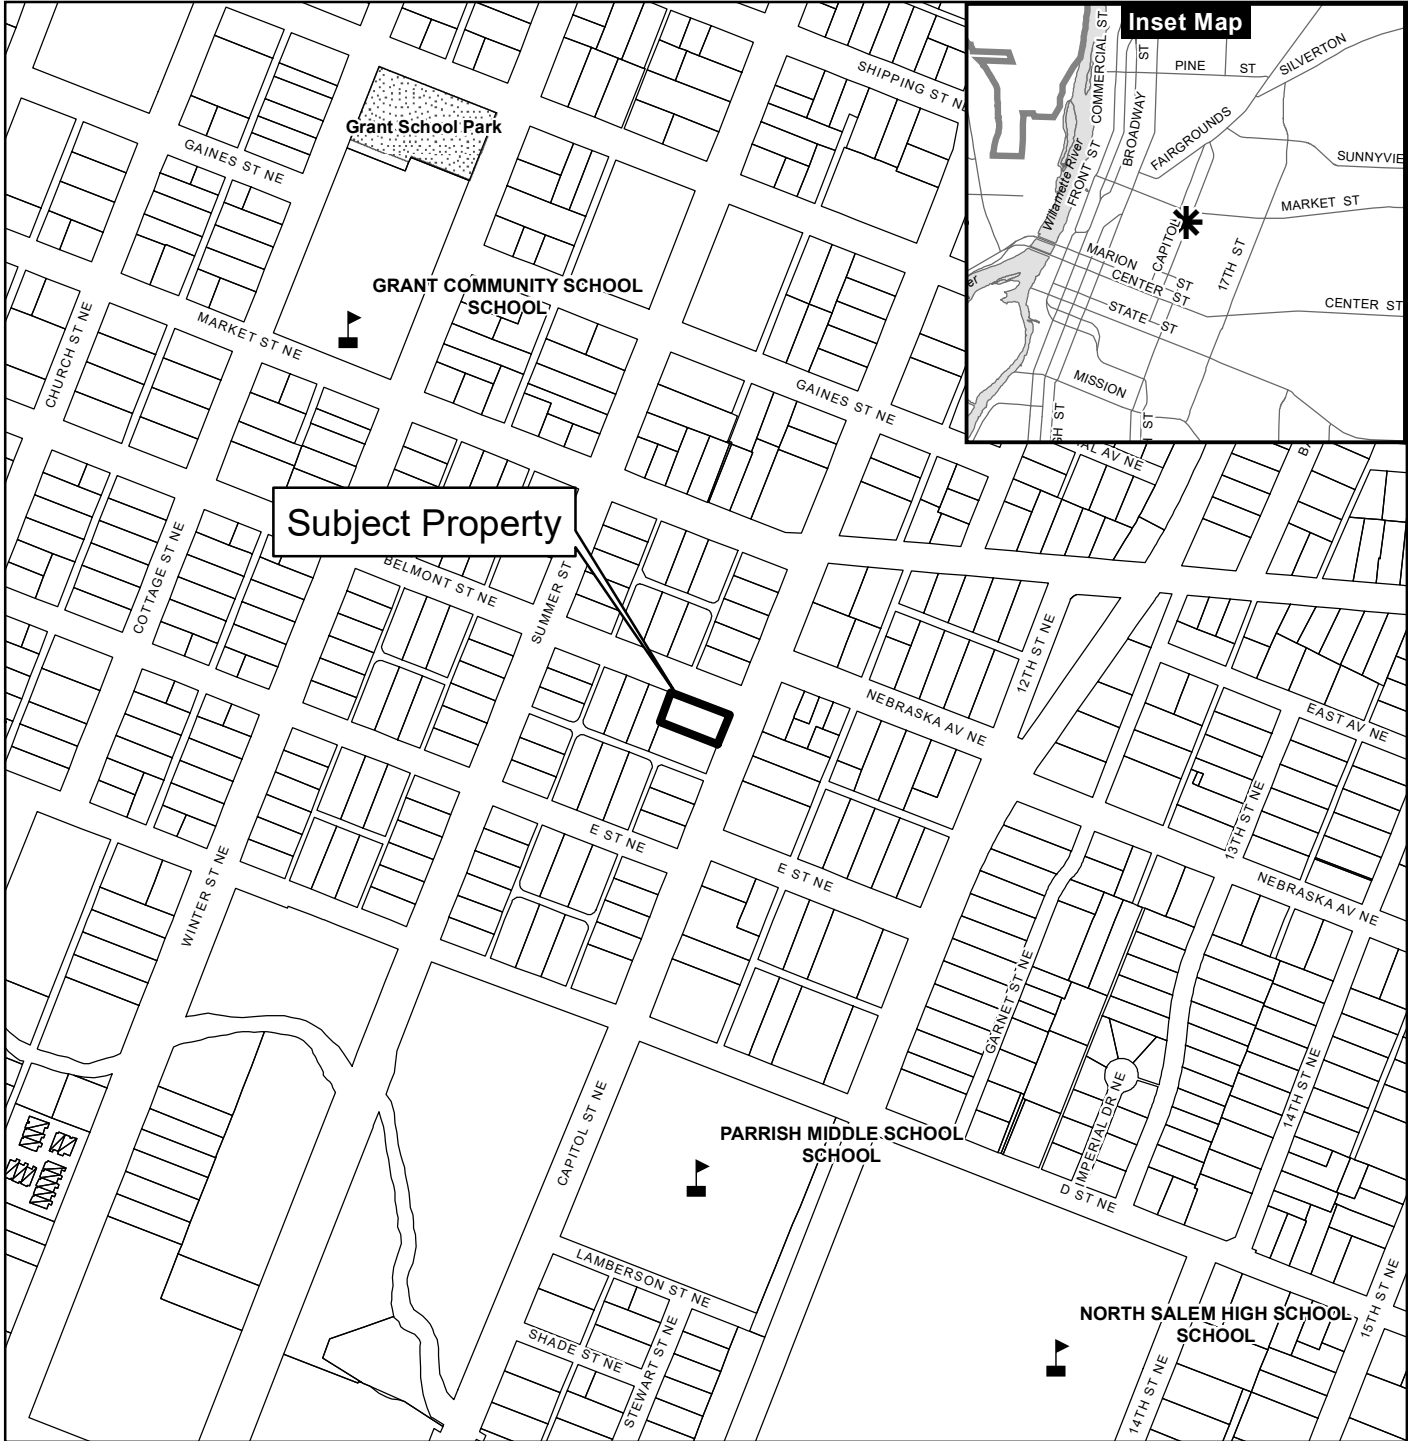 Inset Map
COMMERCIAL ST
BROADWAY
ST
PINE ST
SILVERTON
FAIRGROUNDS
SUNNYVIE
Willamette River
FRONT ST
MARKET ST
CAPITOL
17TH ST
MARION ST
CENTER ST
CENTER ST
STATE ST
MISSION
ST
SHIPPING ST NE
Grant School Park
GAINES ST NE
GRANT COMMUNITY SCHOOL
SCHOOL
CHURCH ST NE
MARKET ST NE
GAINES ST NE
AV NE
Subject Property
COTTAGE ST NE
BELMONT ST NE
SUMMER ST
12TH ST NE
NEBRASKA AV NE
EAST AV NE
13TH ST NE
E ST NE
E ST NE
NEBRASKA AV NE
WINTER ST NE
GARNET ST NE
14TH ST NE
IMPERIAL DR NE
CAPITOL ST NE
PARRISH MIDDLE SCHOOL
SCHOOL
D ST NE
LAMBERSON ST NE
SHADE ST NE
STEWART ST NE
NORTH SALEM HIGH SCHOOL
SCHOOL
15TH ST NE
14TH ST NE